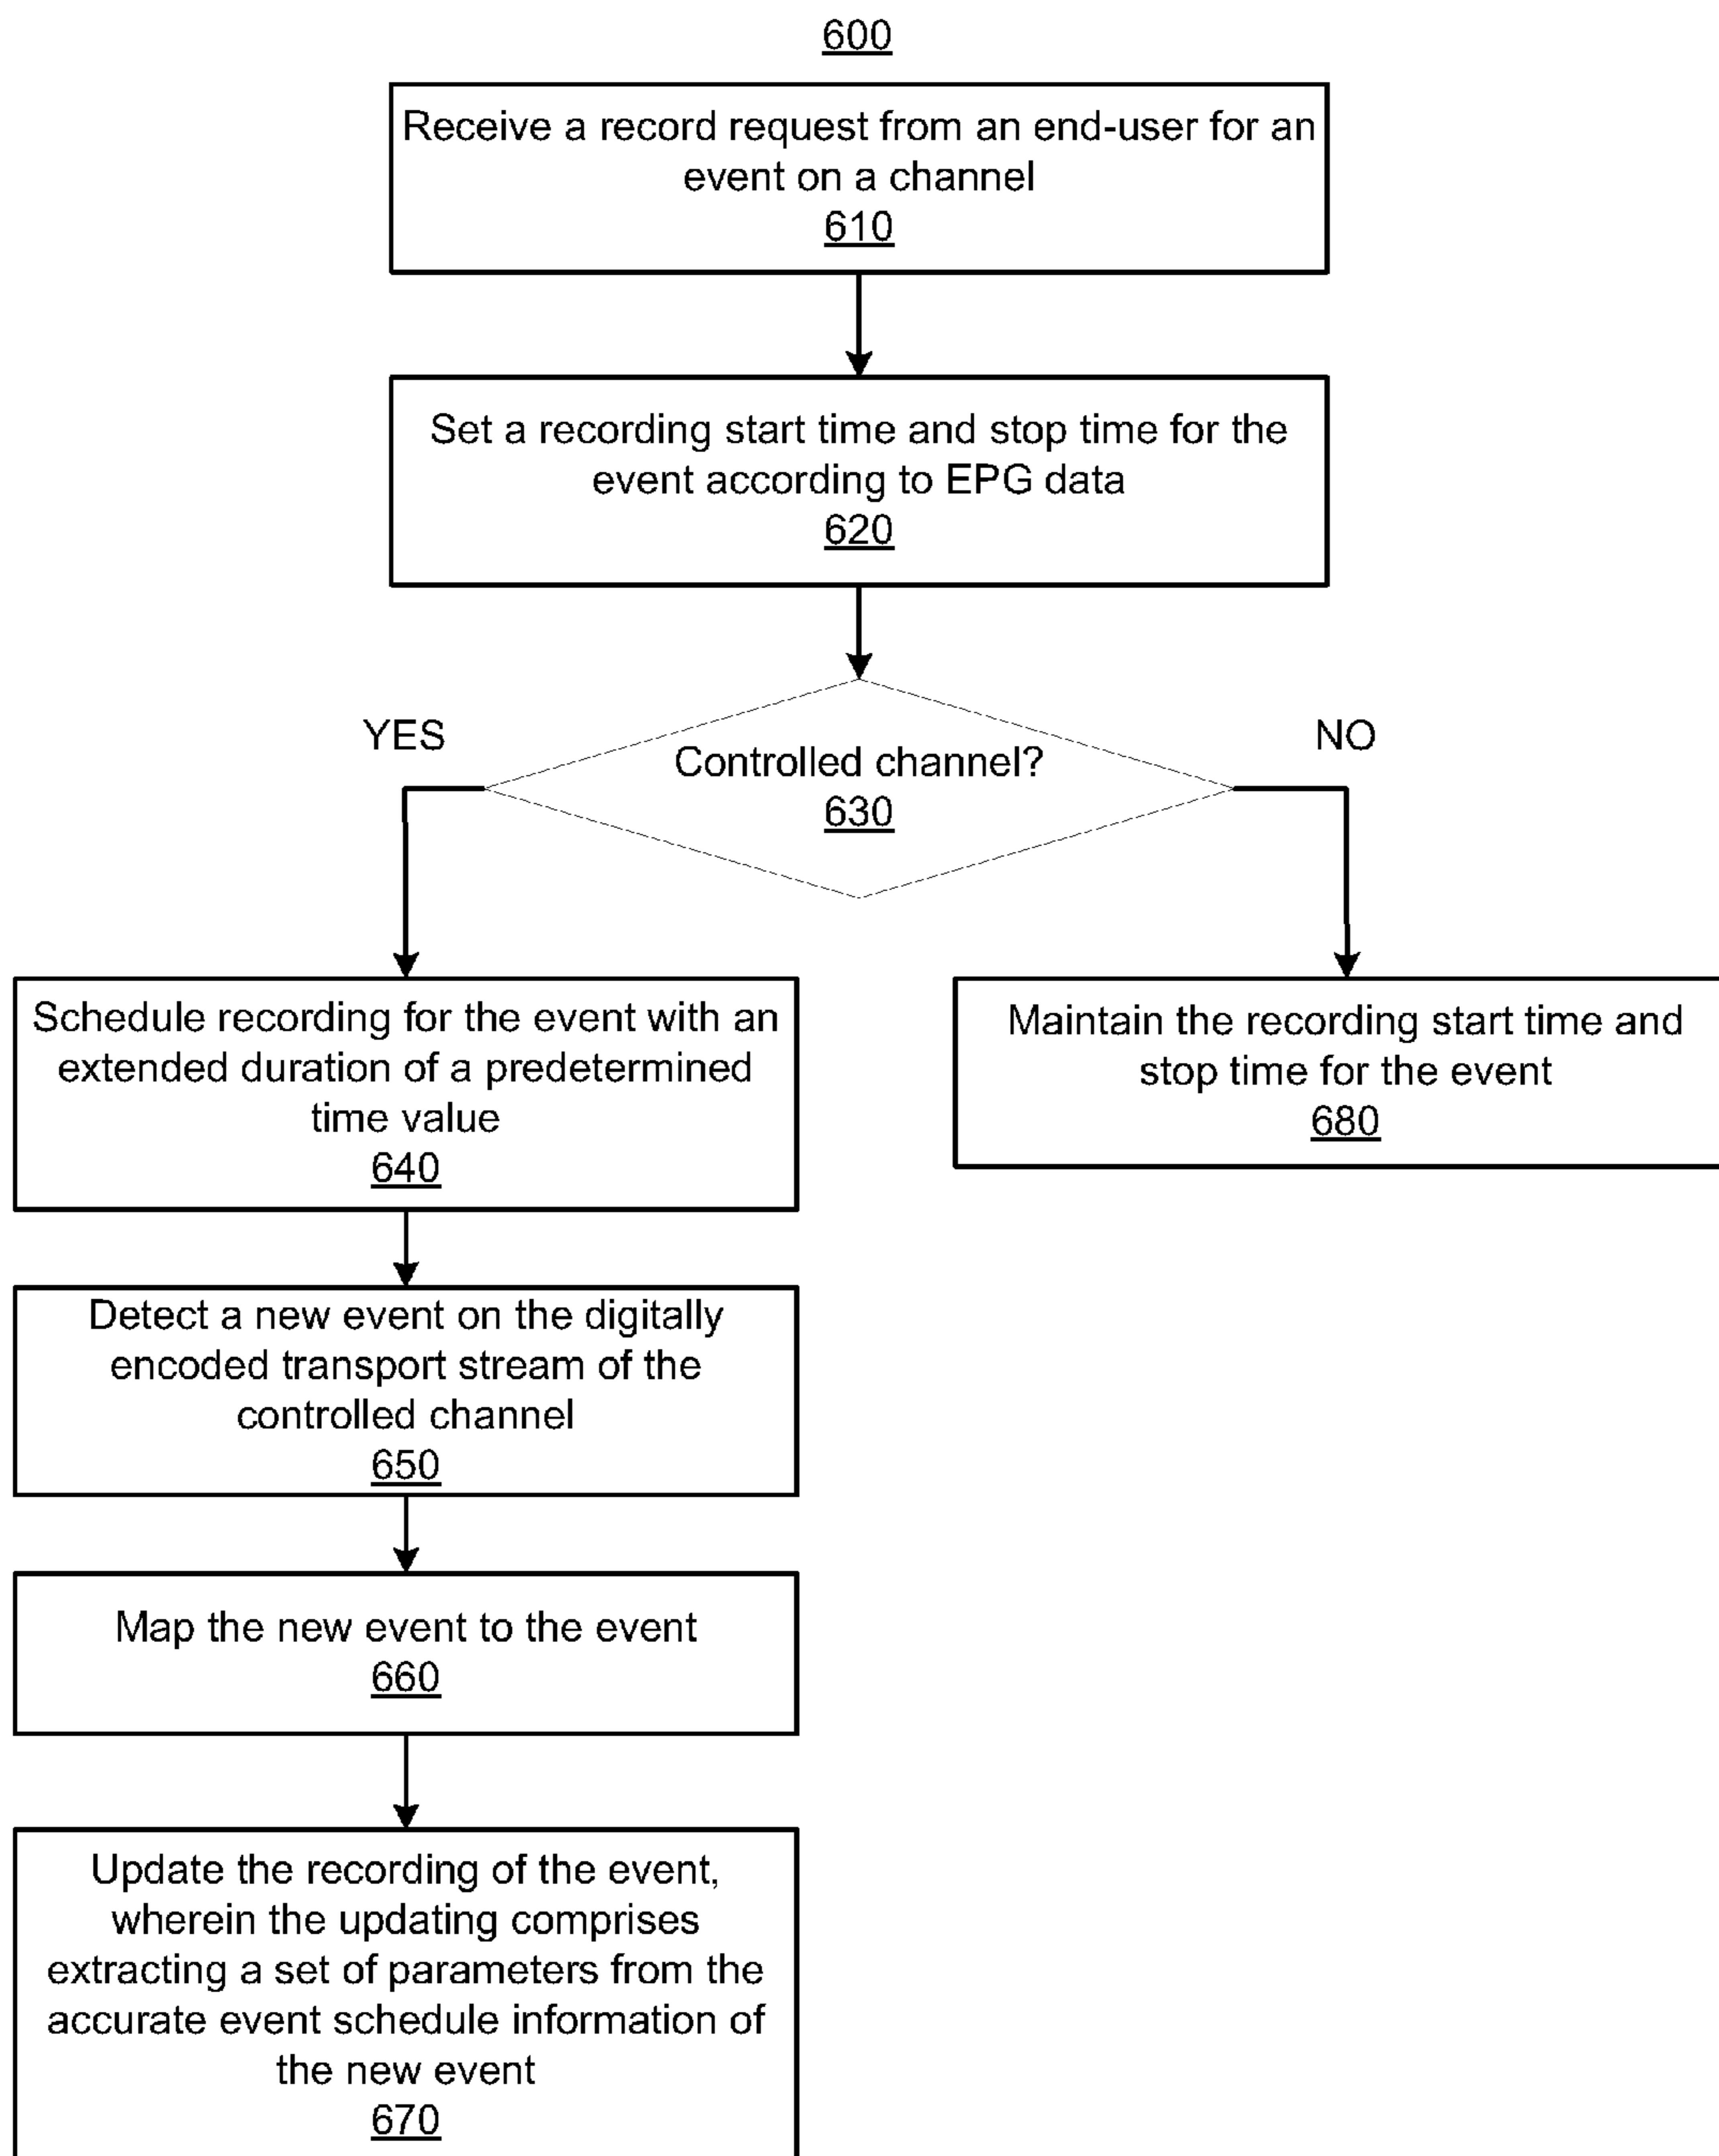 600
Receive a record request from an end-user for an
event on a channel
610
Set a recording start time and stop time for the
event according to EPG data
620
YES
NO
Controlled channel?
630
Schedule recording for the event with an
extended duration of a predetermined
time value
640
Maintain the recording start time and
stop time for the event
680
Detect a new event on the digitally
encoded transport stream of the
controlled channel
650
Map the new event to the event
660
Update the recording of the event,
wherein the updating comprises
extracting a set of parameters from the
accurate event schedule information of
the new event
670